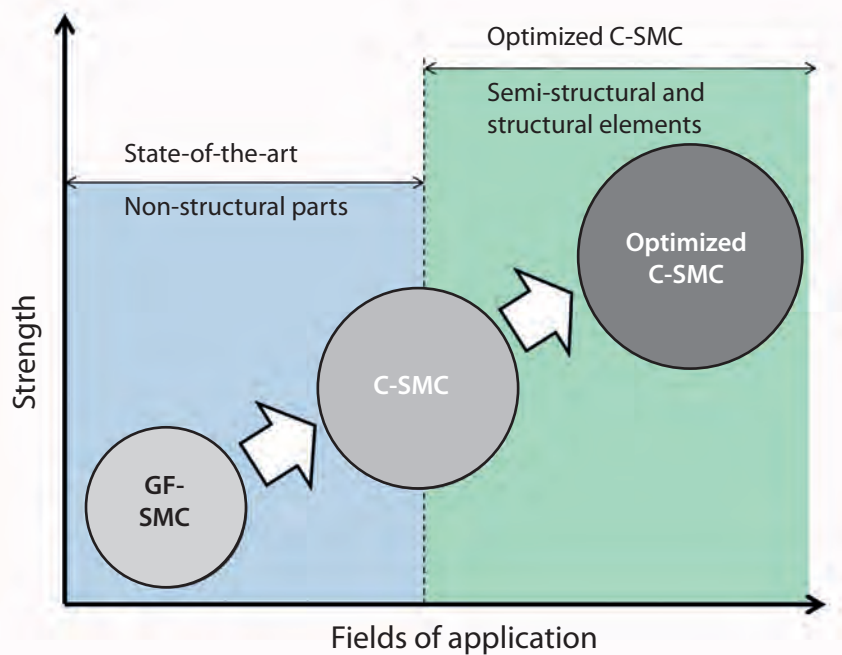 Optimized C-SMC
Semi-structural and
structural elements
State-of-the-art
Non-structural parts
Optimized
C-SMC
C-SMC
GF-
SMC
Strength
Fields of application